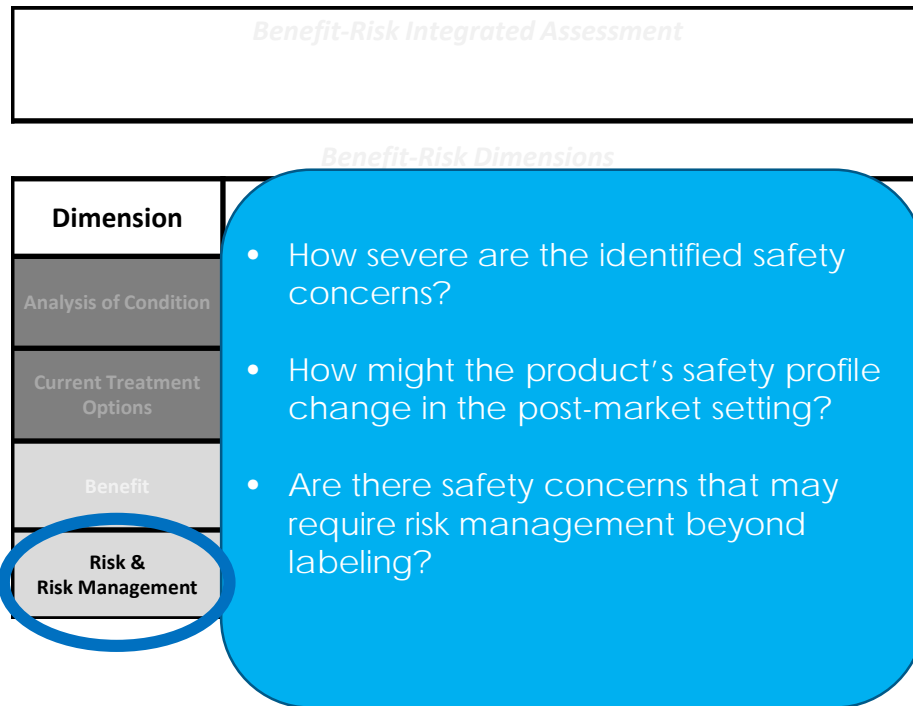 Benefit-Risk Integrated Assessment
Benefit-Risk Dimensions
Dimension
Analysis of Condition
Current Treatment
Options
Benefit
Risk &
Risk Management
• How severe are the identified safety
concerns?
• How might the product's safety profile
change in the post-market setting?
• Are there safety concerns that may
require risk management beyond
labeling?